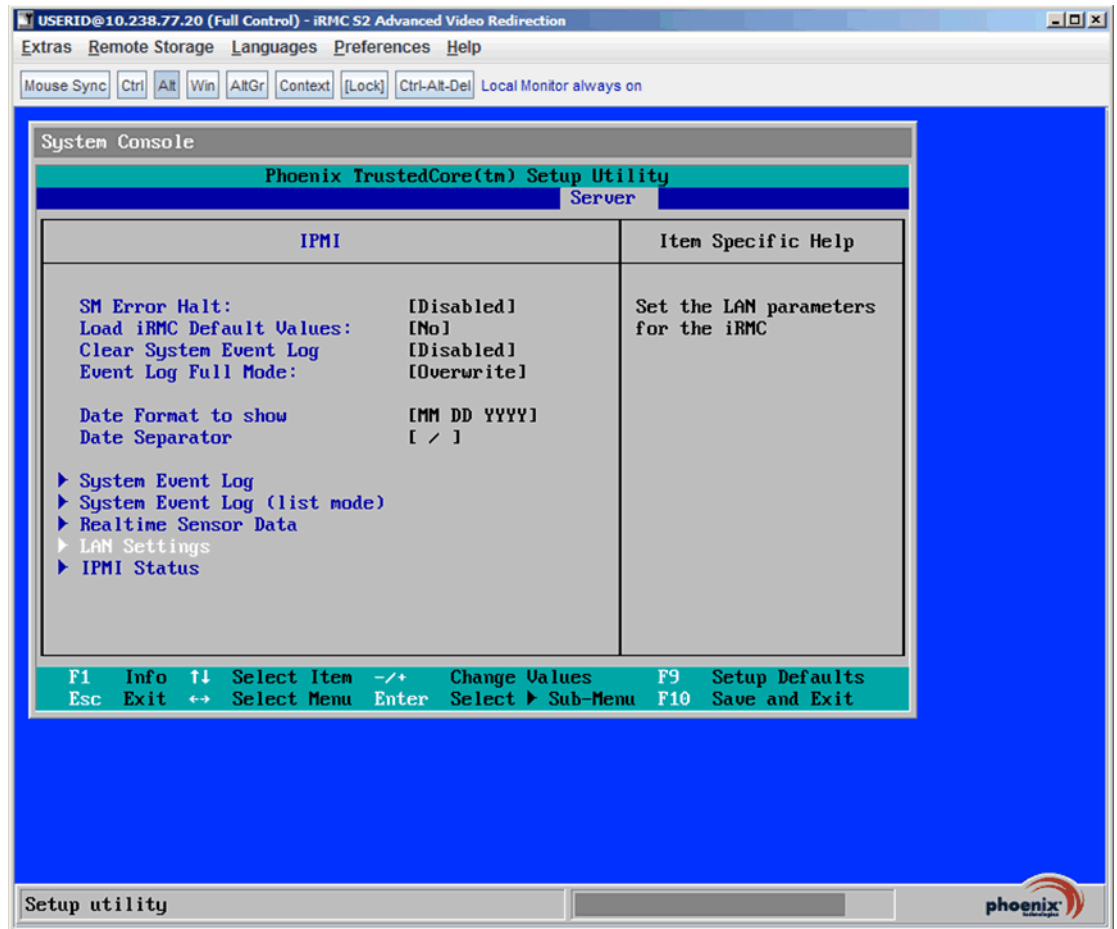 USERID@10.238.77.20 (Full Control) - iRMC S2 Advanced Video Redirection
Extras Remote Storage Languages Preferences Help
Mouse Sync Ctrl Alt Win AltGr Context [Lock] Ctrl-Alt-Del Local Monitor always on
System Console
Phoenix TrustedCore(tm) Setup Utility
Server
IPMI Item Specific Help
SM Error Halt: [Disabled] Set the LAN parameters
Load iRMC Default Values: [No] for the iRMC
Clear System Event Log [Disabled]
Event Log Full Mode: [Overwrite]
Date Format to show [MM DD YYYY]
Date Separator [ / ]
System Event Log
System Event Log (list mode)
Realtime Sensor Data
LAN Settings
IPMI Status
F1 Info ↑↓ Select Item -/+ Change Values F9 Setup Defaults
Esc Exit ↔ Select Menu Enter Select ▶ Sub-Menu F10 Save and Exit
Setup utility
phoenix
technologies